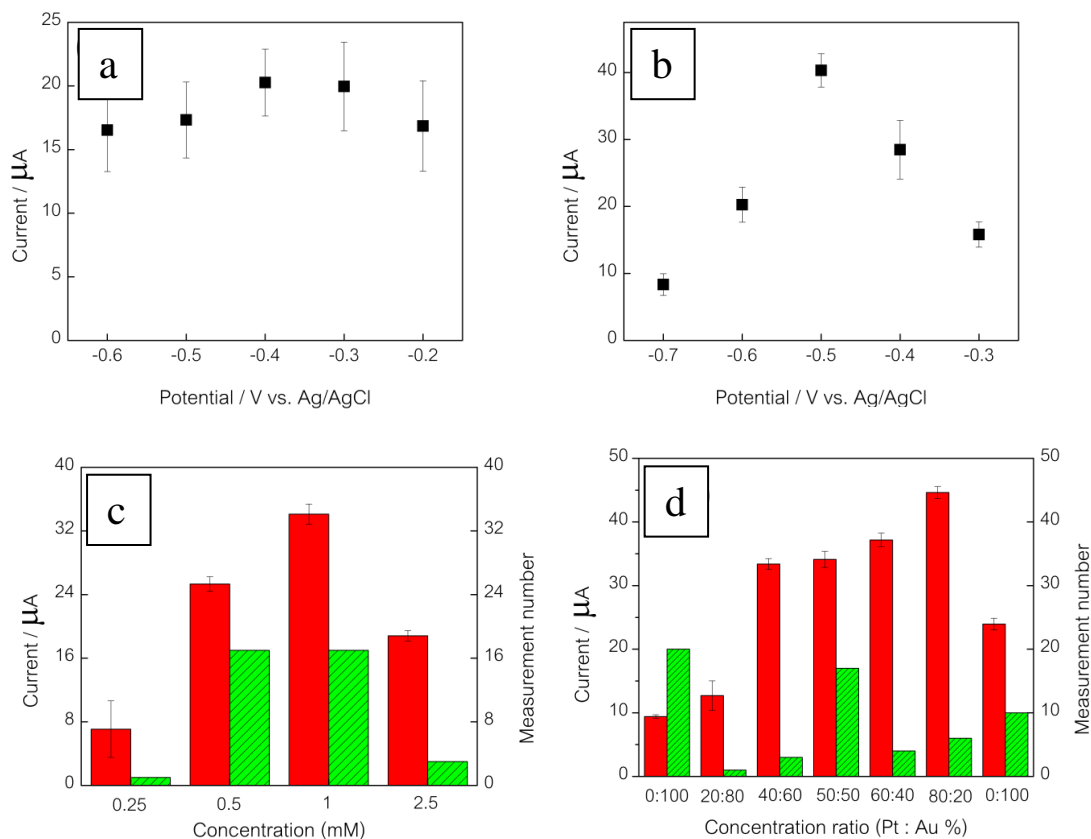 a
25
20
15
10
5
0
Current / μA
-0.6 -0.5 -0.4 -0.3 -0.2
Potential / V vs. Ag/AgCl
b
40
30
20
10
0
Current / μA
-0.7 -0.6 -0.5 -0.4 -0.3
Potential / V vs. Ag/AgCl
c
40
32
24
16
8
0
Current / μA
40
32
24
16
8
0
Measurement number
0.25 0.5 1 2.5
Concentration (mM)
d
50
40
30
20
10
0
Current / μA
50
40
30
20
10
0
Measurement number
0:100 20:80 40:60 50:50 60:40 80:20 0:100
Concentration ratio (Pt : Au %)